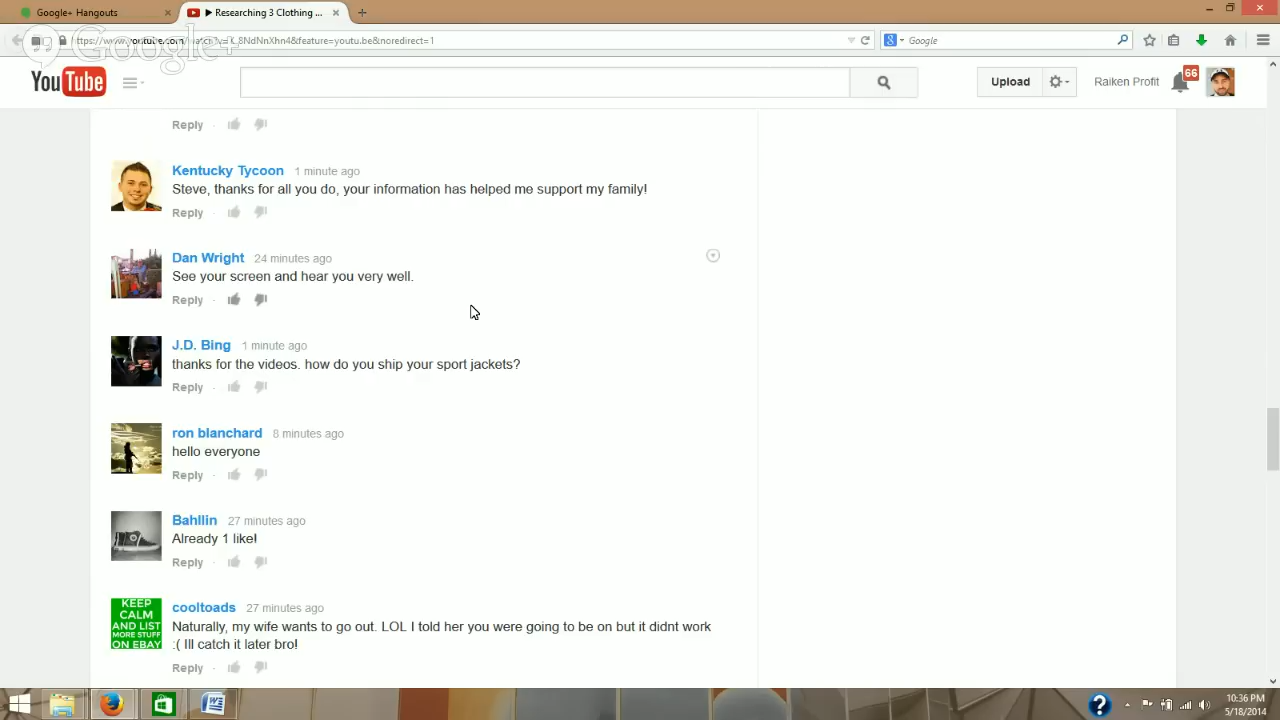 Google+ Hangouts
Researching 3 Clothing ...
Google+
https://www.youtube.com/watch?v=K_8NdNnXhn4&feature=youtu.be&noredirect=1
Google
YouTube
Upload
Raiken Profit
66
Reply
Kentucky Tycoon 1 minute ago
Steve, thanks for all you do, your information has helped me support my family!
Reply
Dan Wright 24 minutes ago
See your screen and hear you very well.
Reply
J.D. Bing 1 minute ago
thanks for the videos. how do you ship your sport jackets?
Reply
ron blanchard 8 minutes ago
hello everyone
Reply
Bahllin 27 minutes ago
Already 1 like!
Reply
KEEP
CALM
AND LIST
MORE STUFF
ON EBAY
cooltoads 27 minutes ago
Naturally, my wife wants to go out. LOL I told her you were going to be on but it didnt work
:( Ill catch it later bro!
Reply
10:36 PM
5/18/2014